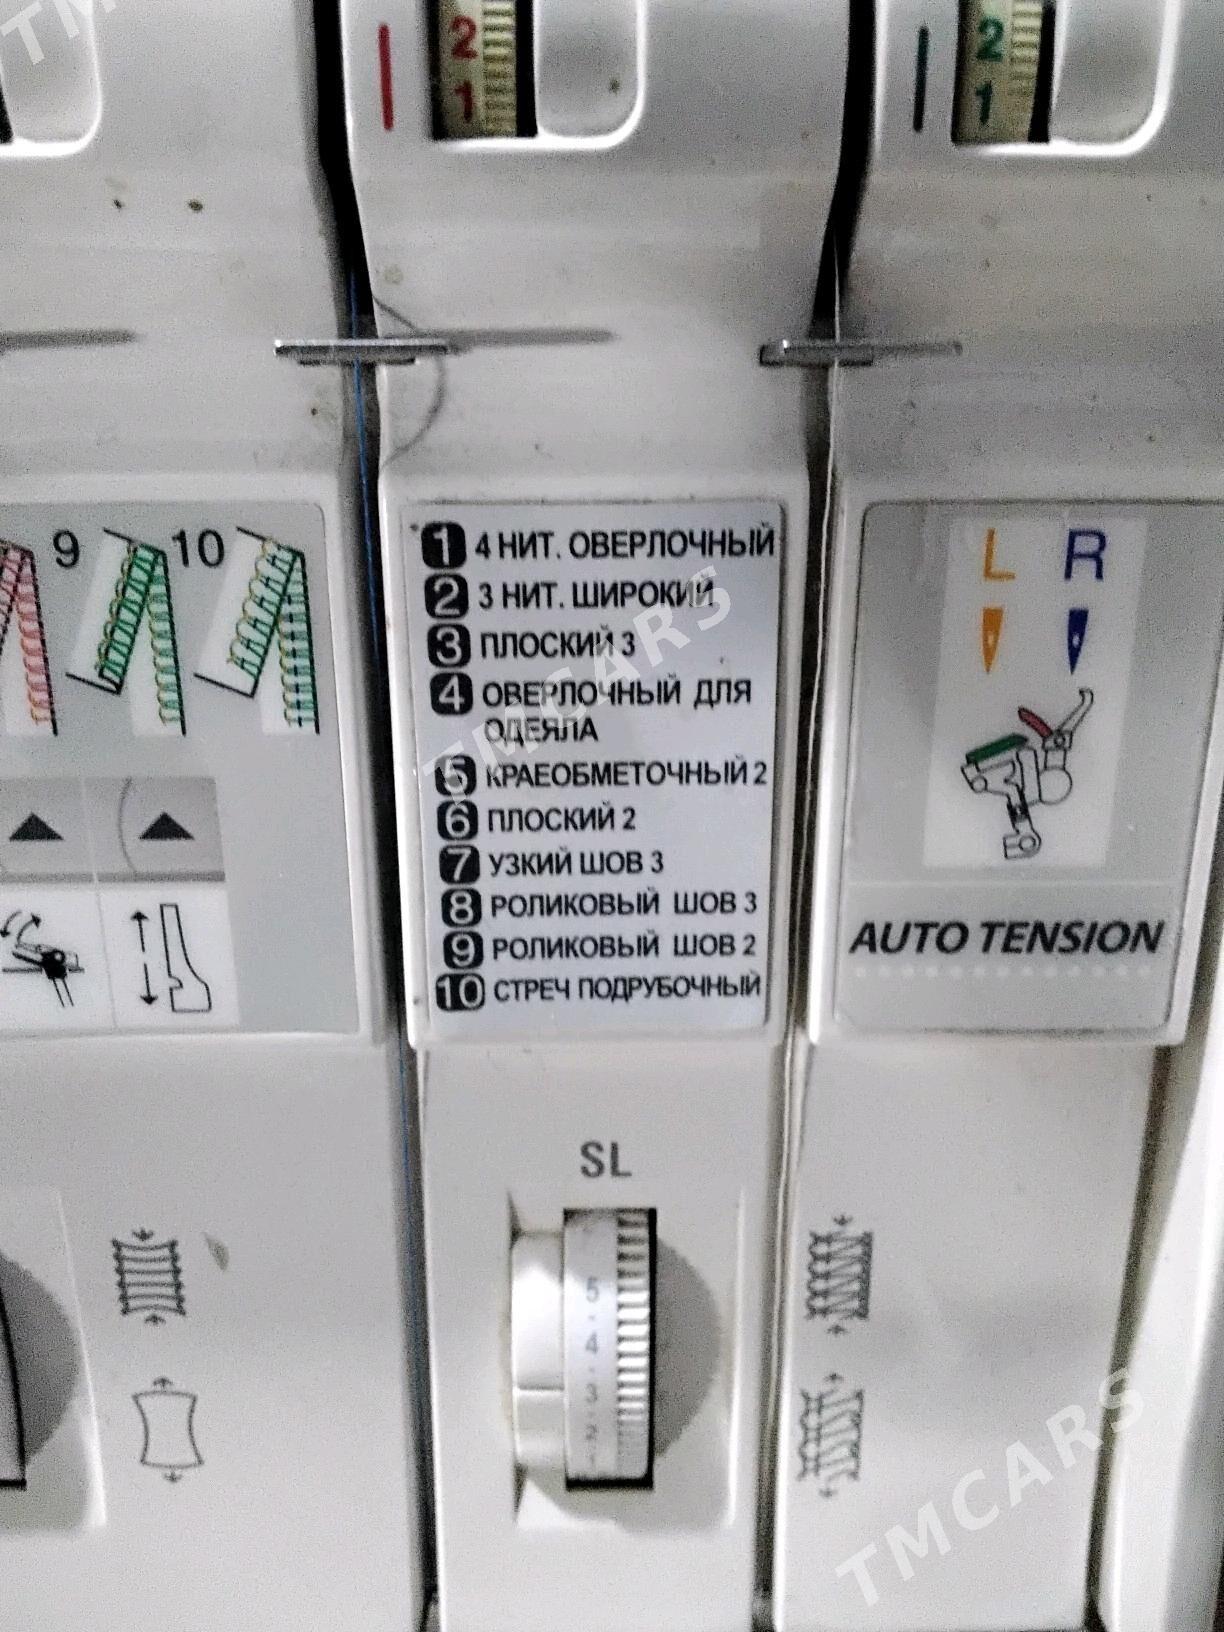 2
1
2
1
9
10
1 4 НИТ. ОВЕРЛОЧНЫЙ
2 3 НИТ. ШИРОКИЙ
3 ПЛОСКИЙ 3
4 ОВЕРЛОЧНЫЙ ДЛЯ
ОДЕЯЛА
5 КРАЕОБМЕТОЧНЫЙ 2
6 ПЛОСКИЙ 2
7 УЗКИЙ ШОВ 3
8 РОЛИКОВЫЙ ШОВ 3
9 РОЛИКОВЫЙ ШОВ 2
10 СТРЕЧ ПОДРУБОЧНЫЙ
L R
AUTO TENSION
SL
5
4
3
2
1
TMCARS
TMCARS